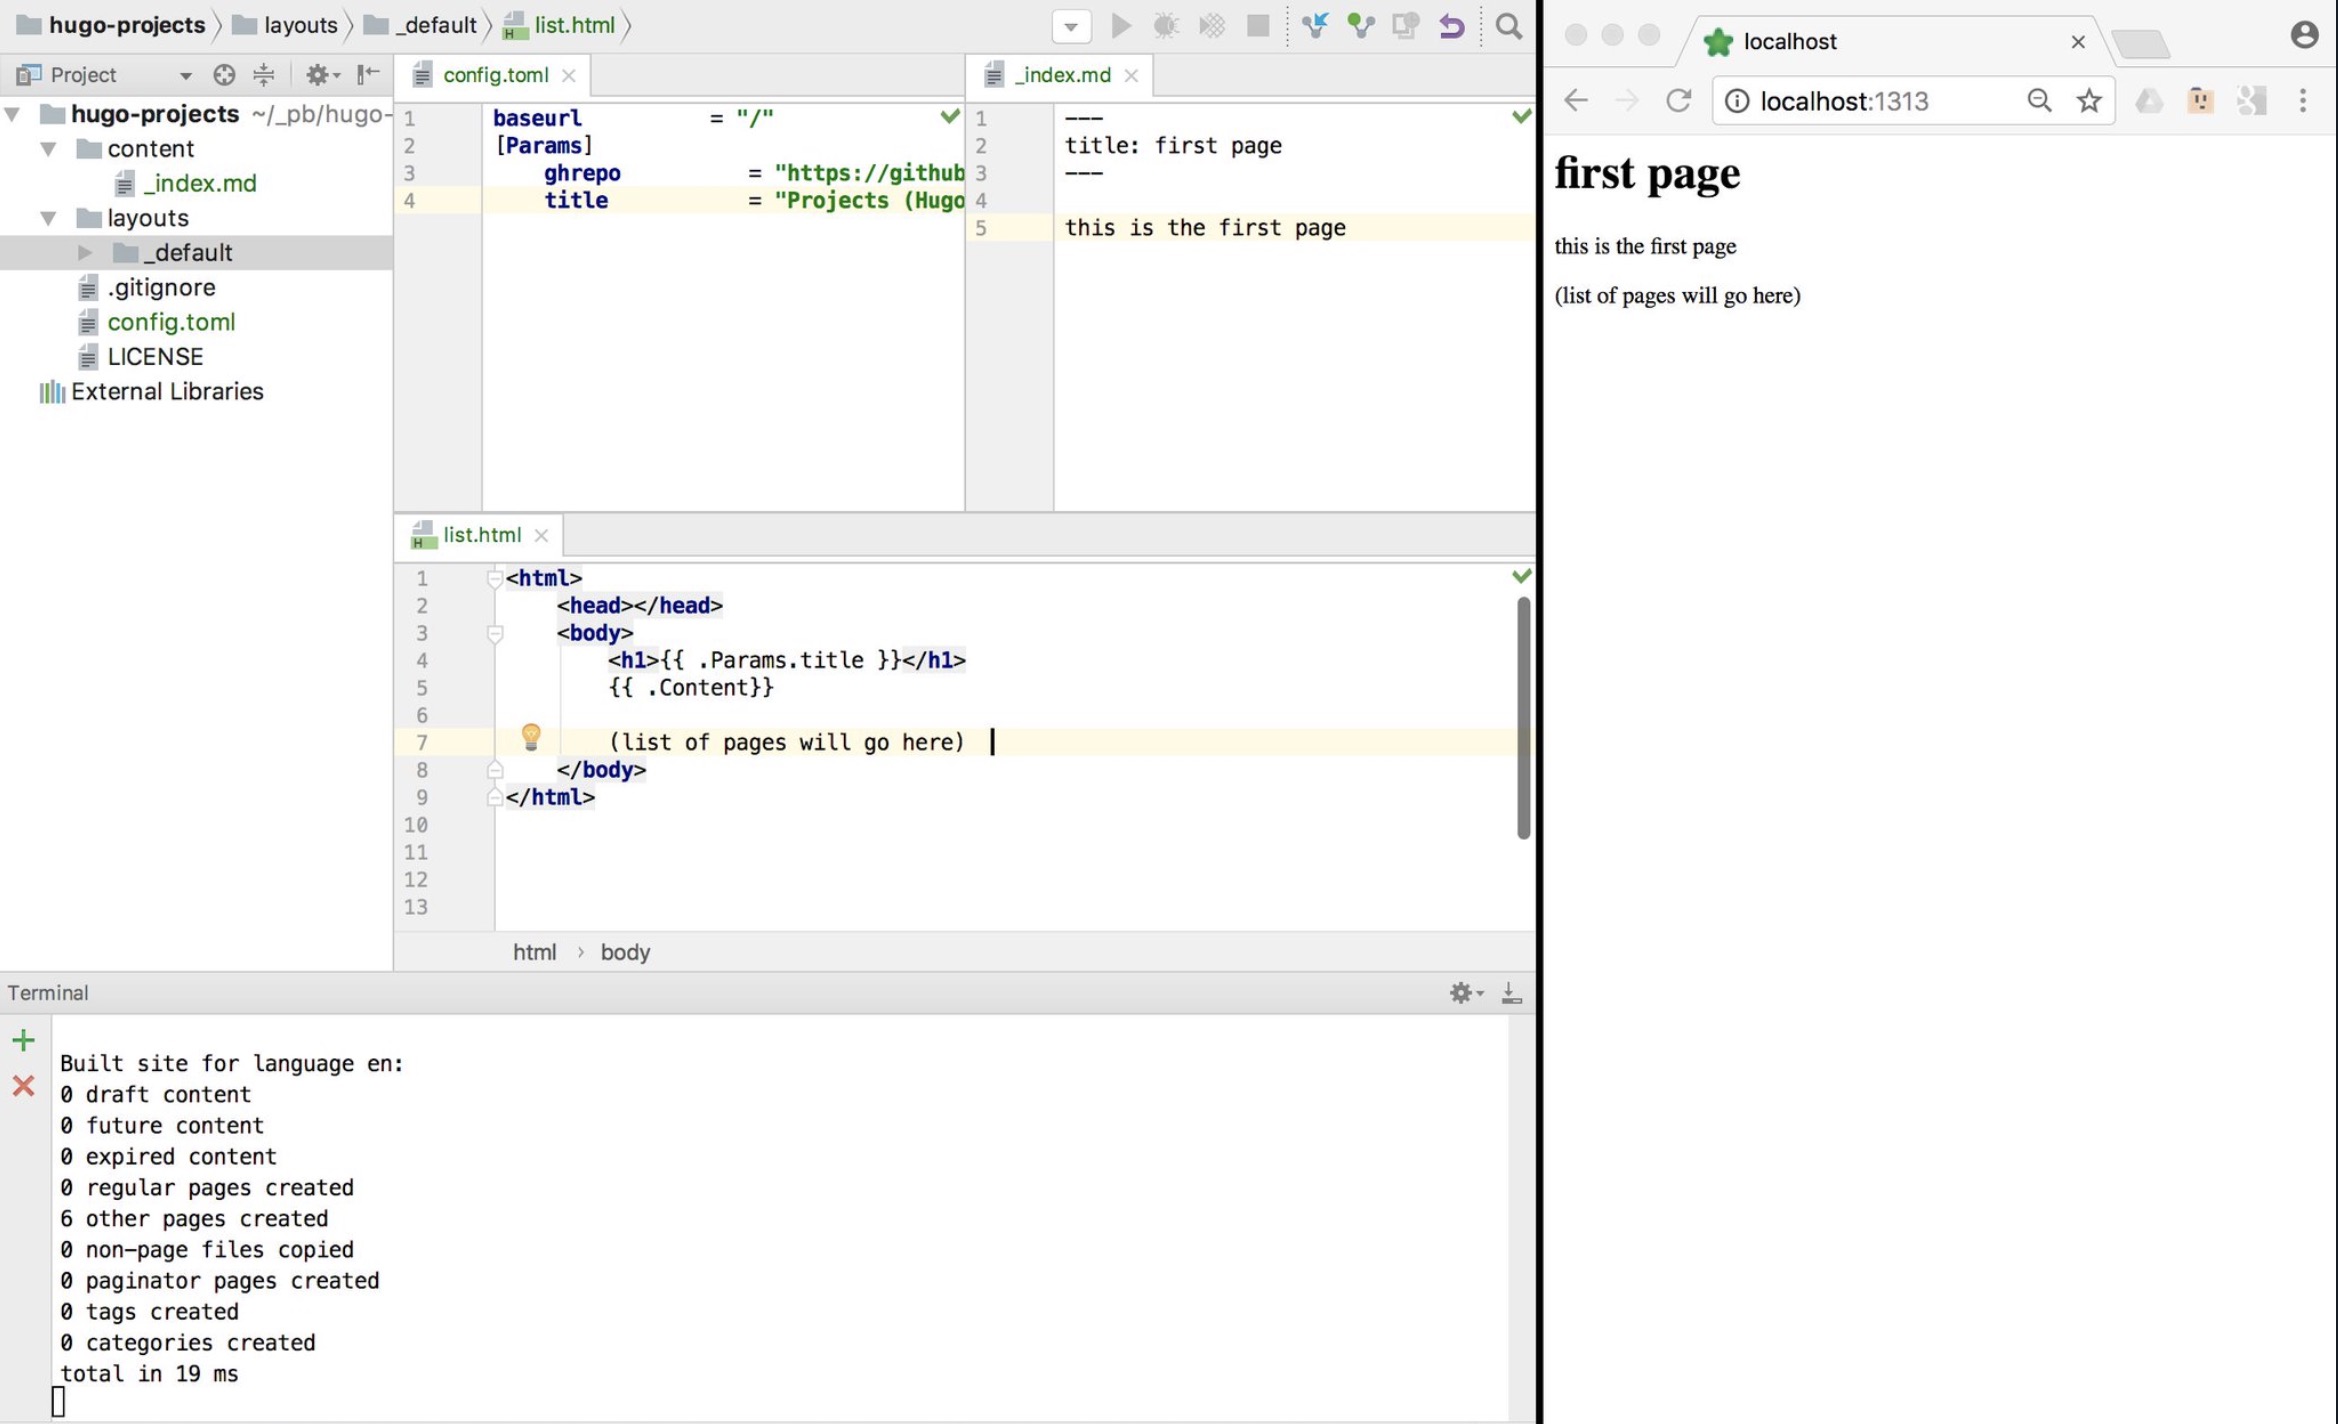 hugo-projects layouts _default list.html
Project
hugo-projects ~/_pb/hugo-
content
_index.md
layouts
_default
.gitignore
config.toml
LICENSE
External Libraries
config.toml
1 baseurl = "/"
2 [Params]
3 ghrepo = "https://github
4 title = "Projects (Hugo
_index.md
1 ---
2 title: first page
3 ---
4
5 this is the first page
list.html
1 <html>
2 <head></head>
3 <body>
4 <h1>{{ .Params.title }}</h1>
5 {{ .Content}}
6
7 (list of pages will go here)
8 </body>
9 </html>
10
11
12
13
html › body
Terminal
Built site for language en:
0 draft content
0 future content
0 expired content
0 regular pages created
6 other pages created
0 non-page files copied
0 paginator pages created
0 tags created
0 categories created
total in 19 ms
localhost
localhost:1313
first page
this is the first page
(list of pages will go here)